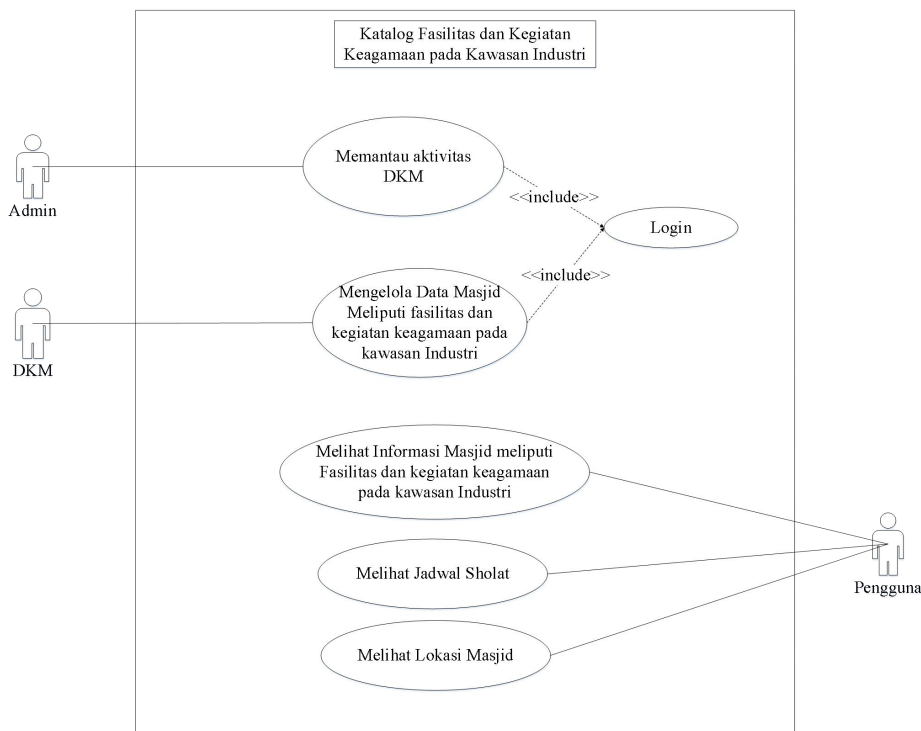 Katalog Fasilitas dan Kegiatan
Keagamaan pada Kawasan Industri
Memantau aktivitas
DKM
Admin
<<include>>
Login
<<include>>
Mengelola Data Masjid
Meliputi fasilitas dan
kegiatan keagamaan pada
kawasan Industri
DKM
Melihat Informasi Masjid meliputi
Fasilitas dan kegiatan keagamaan
pada kawasan Industri
Melihat Jadwal Sholat
Pengguna
Melihat Lokasi Masjid